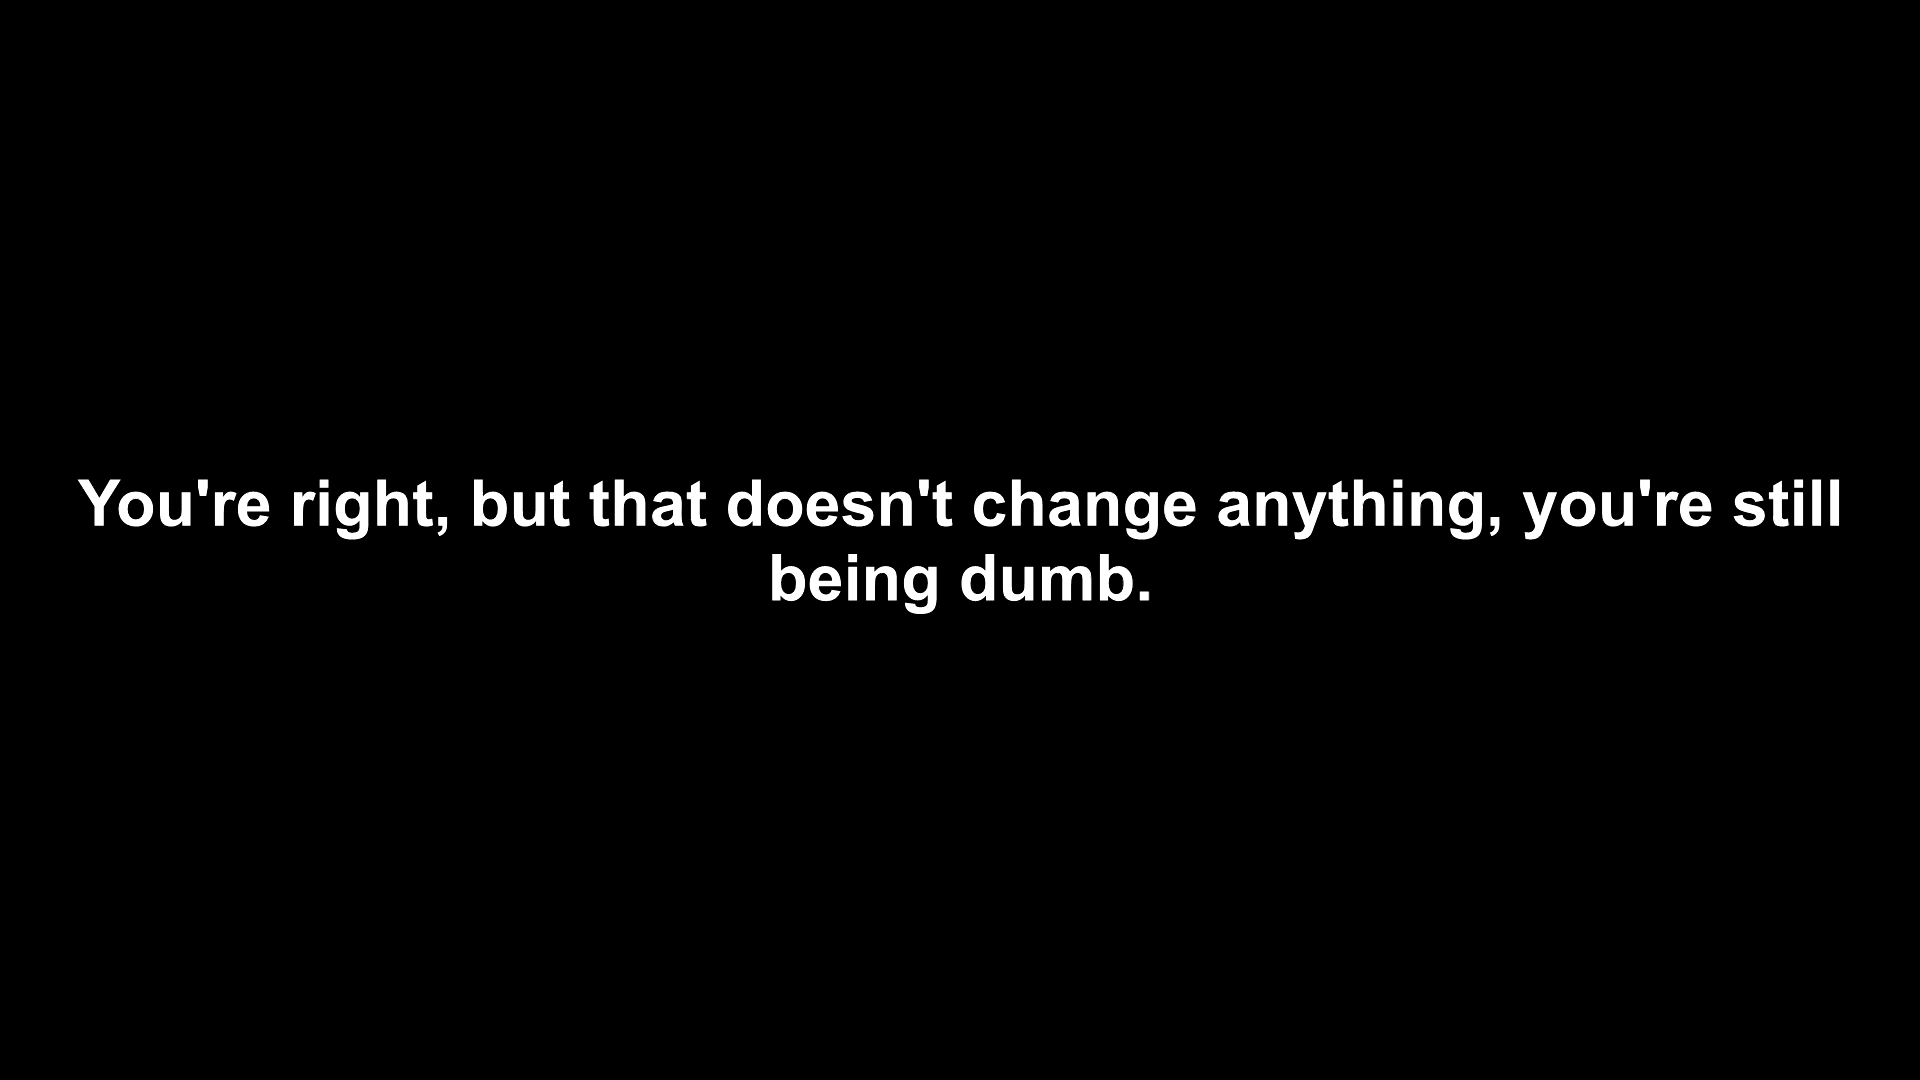 You're right, but that doesn't change anything, you're still
being dumb.